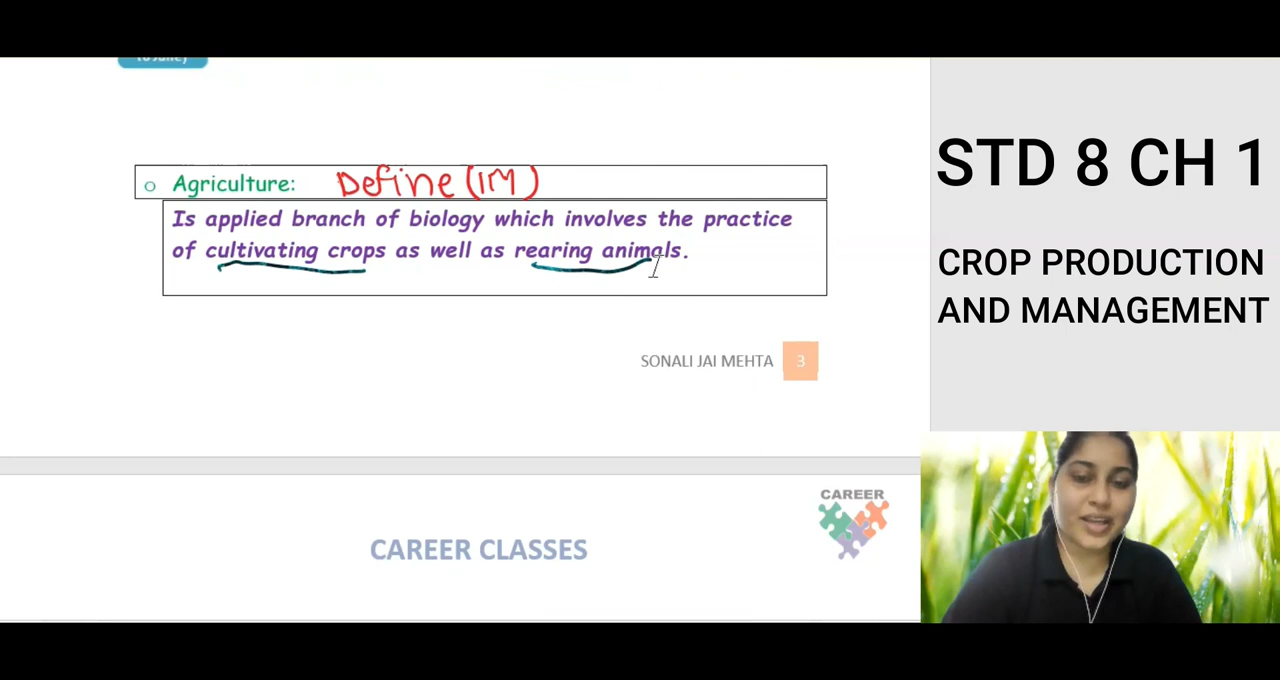 STD 8 CH 1
CROP PRODUCTION
AND MANAGEMENT
o Agriculture: Define (1M)
Is applied branch of biology which involves the practice
of cultivating crops as well as rearing animals.
SONALI JAI MEHTA 3
CAREER
CAREER CLASSES